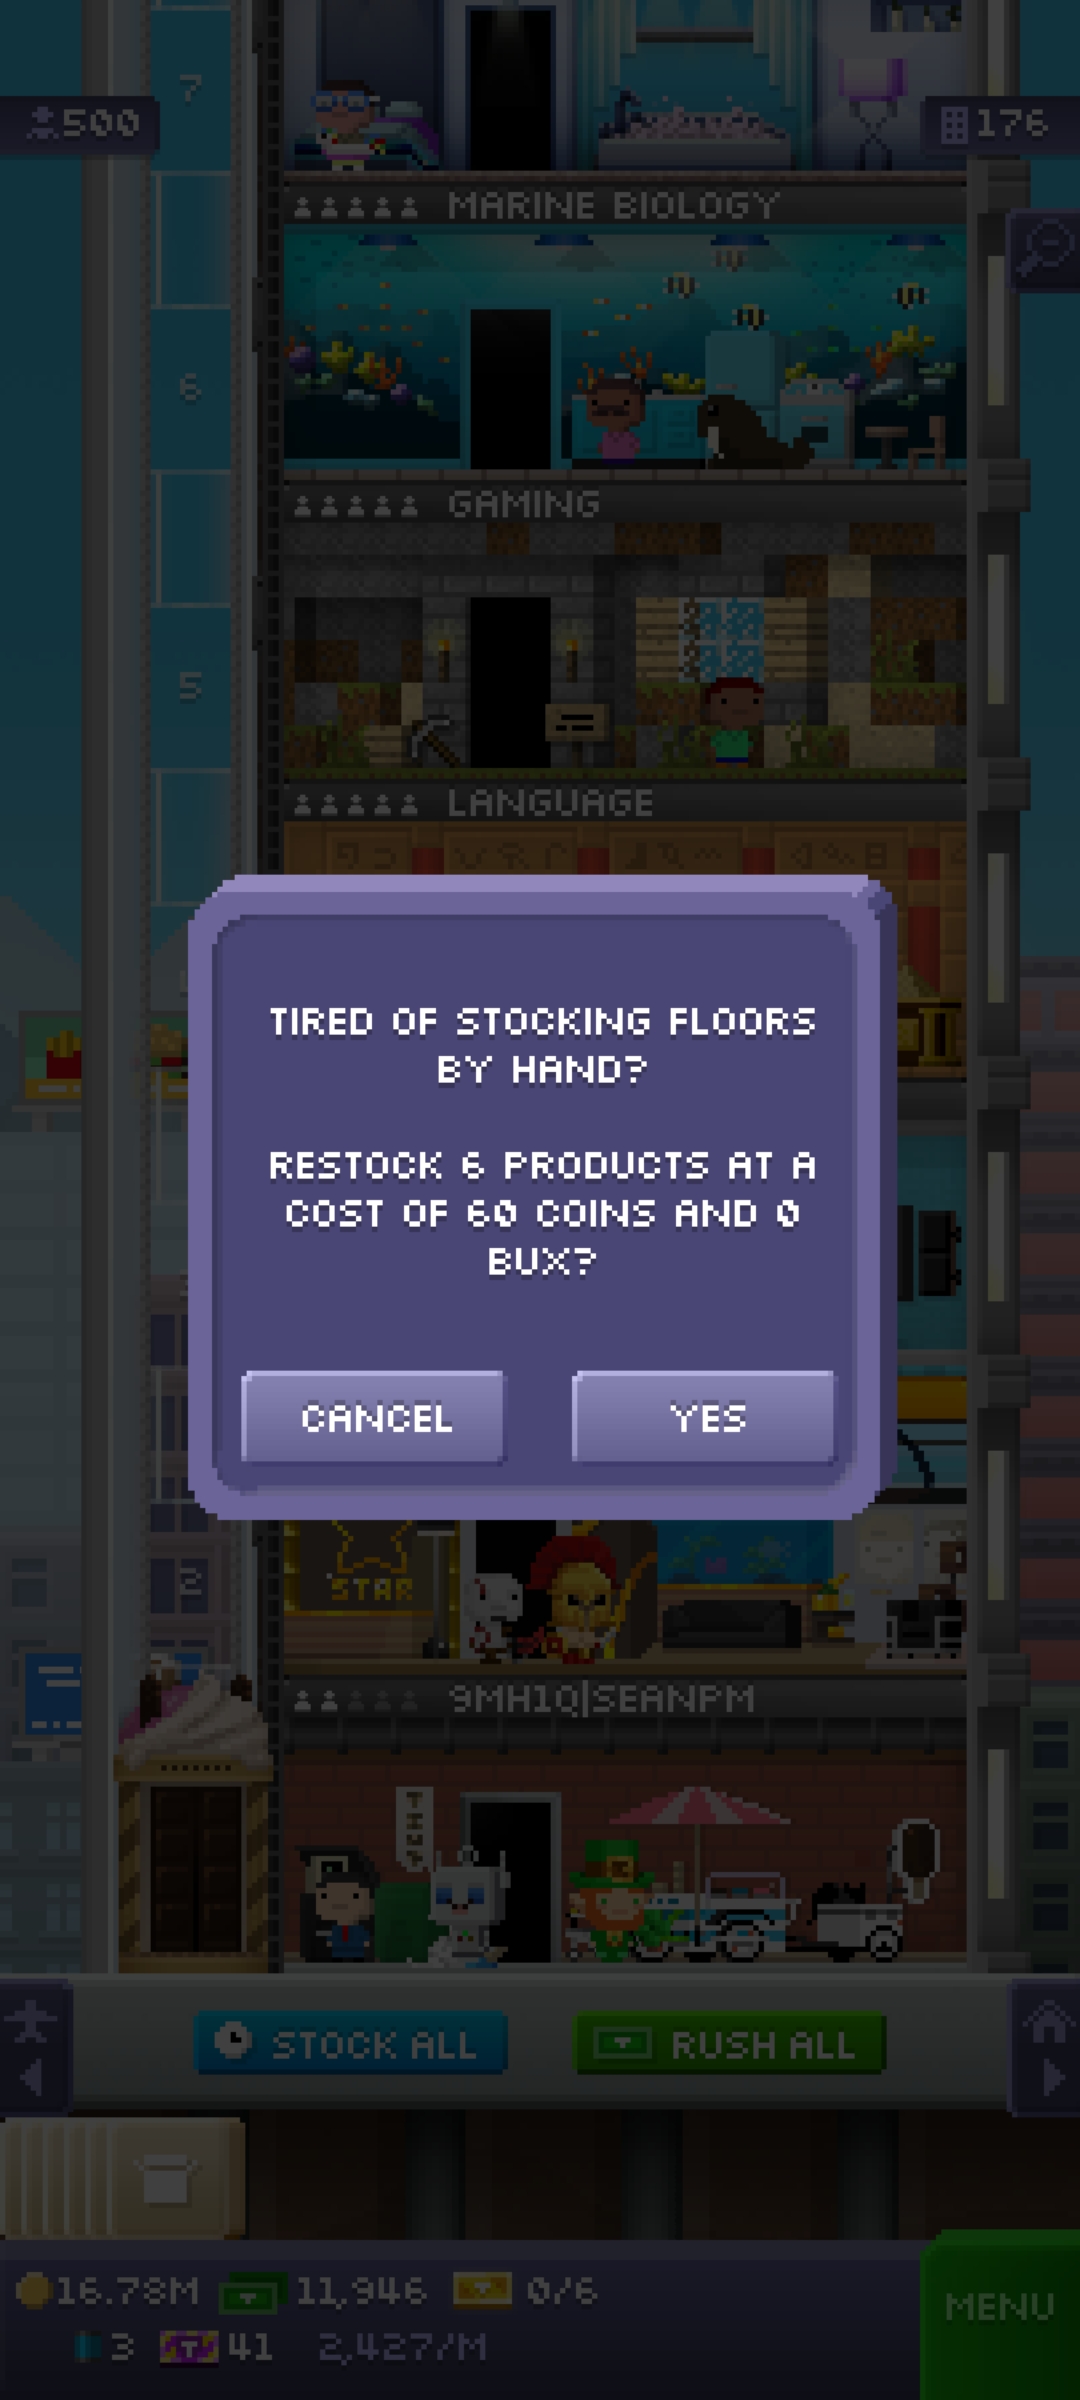 7
500
176
MARINE BIOLOGY
6
GAMING
5
LANGUAGE
TIRED OF STOCKING FLOORS
BY HAND?
RESTOCK 6 PRODUCTS AT A
COST OF 60 COINS AND 0
BUX?
CANCEL
YES
STAR
2
9MH1Q|SEANPM
STOCK ALL
RUSH ALL
16.78M
11,946
0/6
MENU
3
T
41
2,427/M